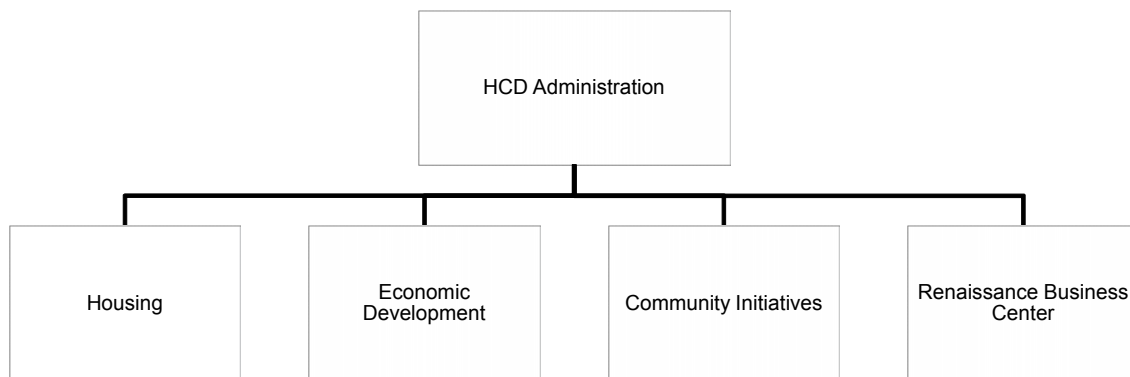 HCD Administration
Housing
Economic
Development
Community Initiatives
Renaissance Business
Center